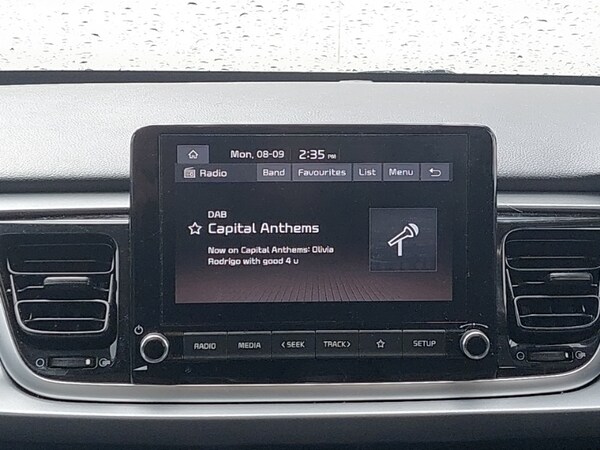 Mon, 08-09 2:35 PM
Radio Band Favourites List Menu
DAB
Capital Anthems
Now on Capital Anthems: Olivia
Rodrigo with good 4 u
RADIO MEDIA < SEEK TRACK > SETUP